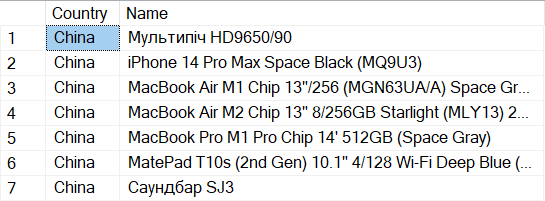 Country Name
1 China Мультипіч HD9650/90
2 China iPhone 14 Pro Max Space Black (MQ9U3)
3 China MacBook Air M1 Chip 13"/256 (MGN63UA/A) Space Gr...
4 China MacBook Air M2 Chip 13" 8/256GB Starlight (MLY13) 2...
5 China MacBook Pro M1 Pro Chip 14' 512GB (Space Gray)
6 China MatePad T10s (2nd Gen) 10.1" 4/128 Wi-Fi Deep Blue (...
7 China Саундбар SJ3